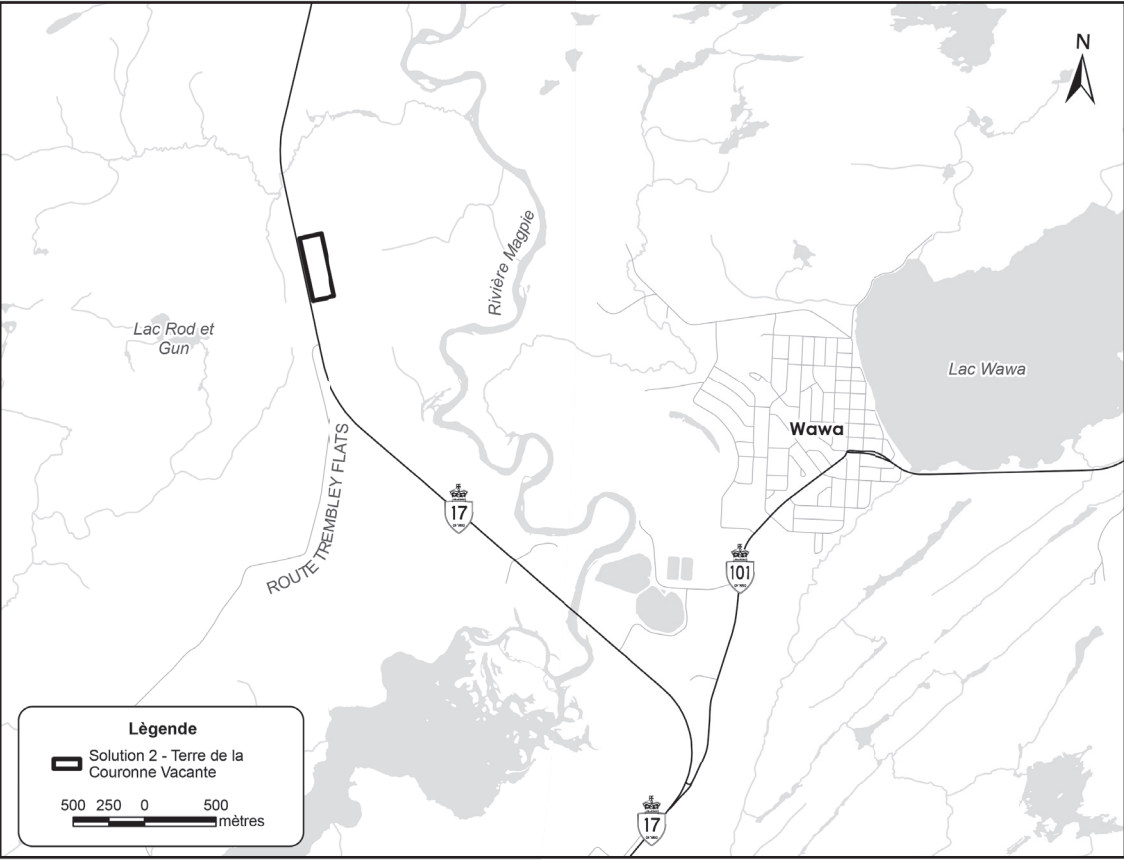 N
Rivière Magpie
Lac Rod et
Gun
Lac Wawa
Wawa
ROUTE TREMBLEY FLATS
17
101
17
Lègende
Solution 2 - Terre de la
Couronne Vacante
500 250 0 500
mètres